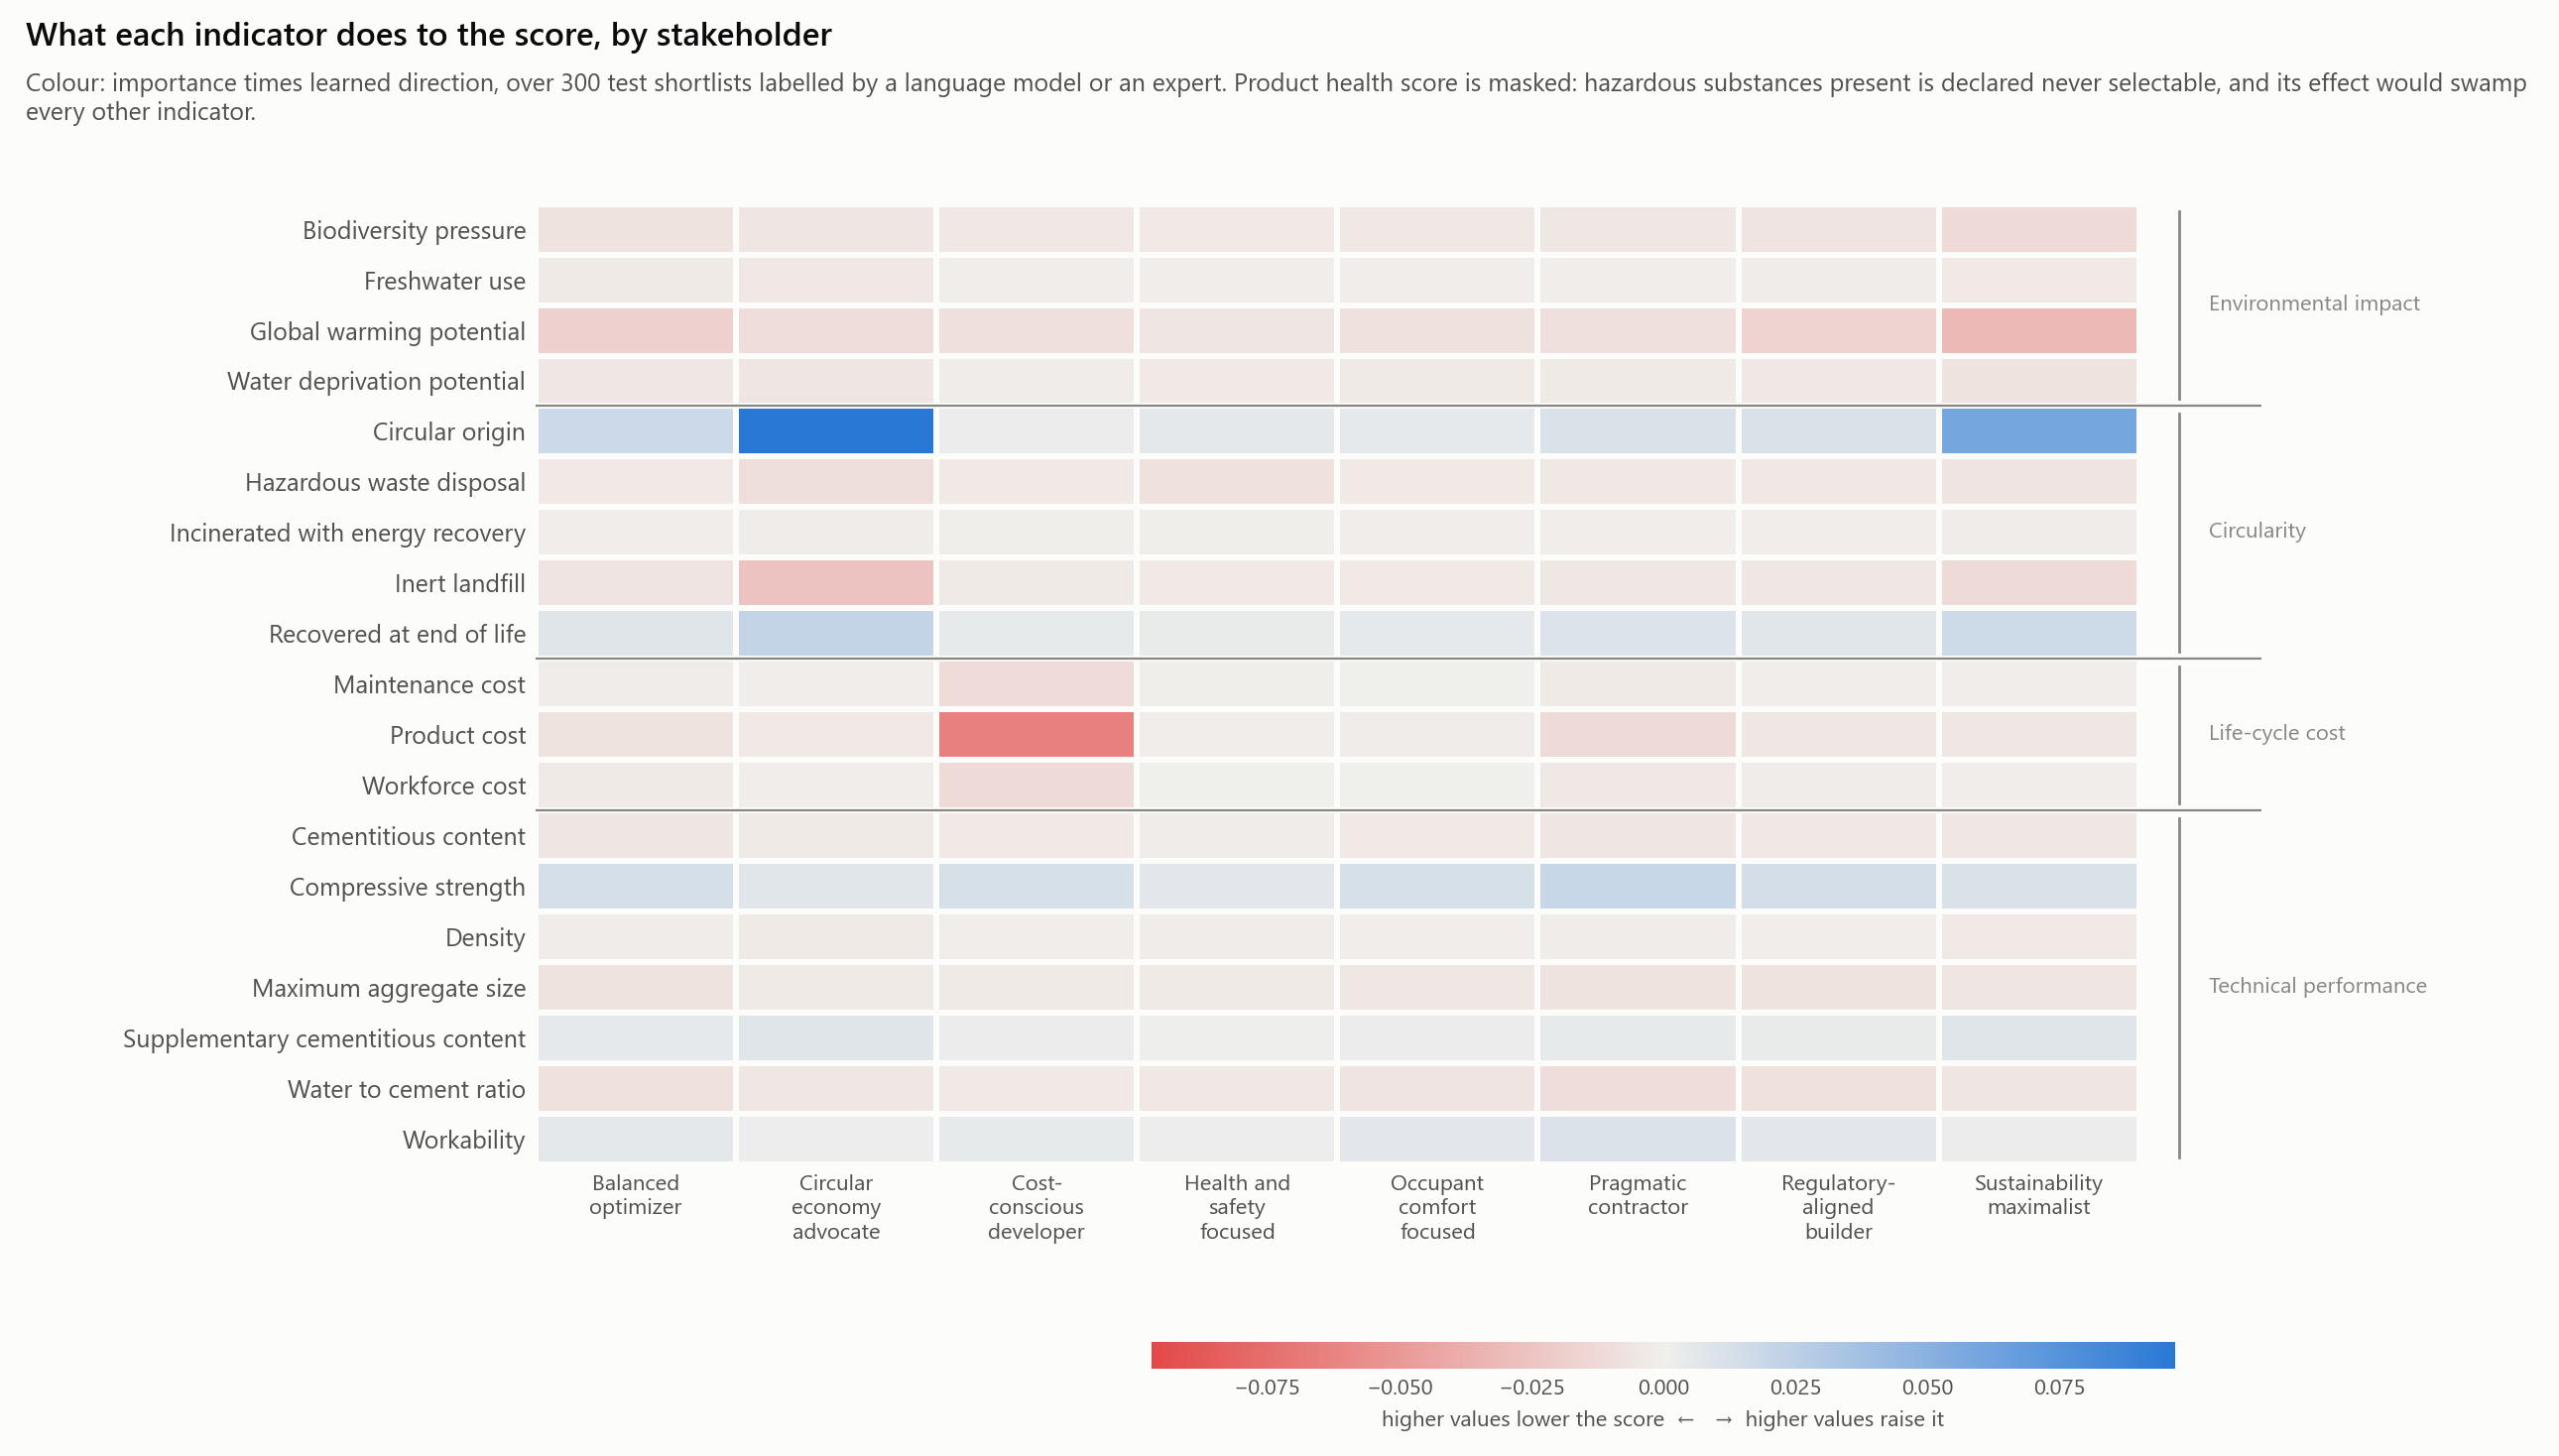 What each indicator does to the score, by stakeholder
Colour: importance times learned direction, over 300 test shortlists labelled by a language model or an expert. Product health score is masked: hazardous substances present is declared never selectable, and its effect would swamp
every other indicator.
Biodiversity pressure
Freshwater use
Global warming potential
Water deprivation potential
Environmental impact
Circular origin
Hazardous waste disposal
Incinerated with energy recovery
Inert landfill
Recovered at end of life
Circularity
Maintenance cost
Product cost
Workforce cost
Life-cycle cost
Cementitious content
Compressive strength
Density
Maximum aggregate size
Supplementary cementitious content
Water to cement ratio
Workability
Technical performance
Balanced
optimizer
Circular
economy
advocate
Cost-
conscious
developer
Health and
safety
focused
Occupant
comfort
focused
Pragmatic
contractor
Regulatory-
aligned
builder
Sustainability
maximalist
−0.075 −0.050 −0.025 0.000 0.025 0.050 0.075
higher values lower the score ← → higher values raise it